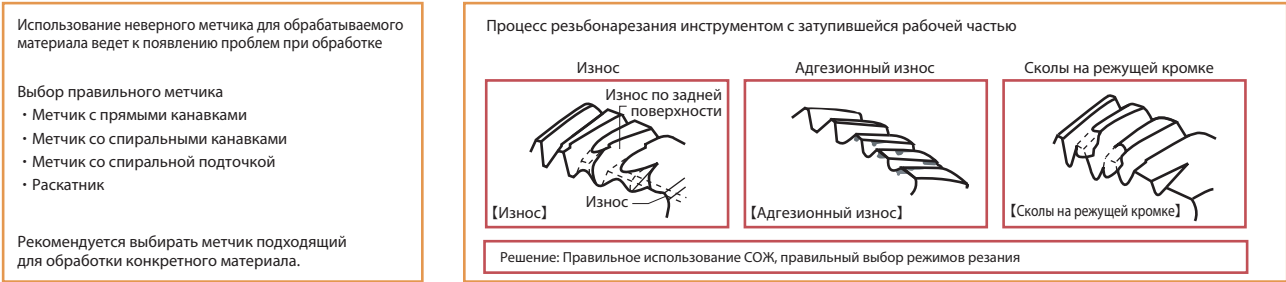 Использование неверного метчика для обрабатываемого
материала ведет к появлению проблем при обработке
Выбор правильного метчика
・Метчик с прямыми канавками
・Метчик со спиральными канавками
・Метчик со спиральной подточкой
・Раскатник
Рекомендуется выбирать метчик подходящий
для обработки конкретного материала.
Процесс резьбонарезания инструментом с затупившейся рабочей частью
Износ
Износ по задней
поверхности
Износ
【Износ】
Адгезионный износ
【Адгезионный износ】
Сколы на режущей кромке
【Сколы на режущей кромке】
Решение: Правильное использование СОЖ, правильный выбор режимов резания